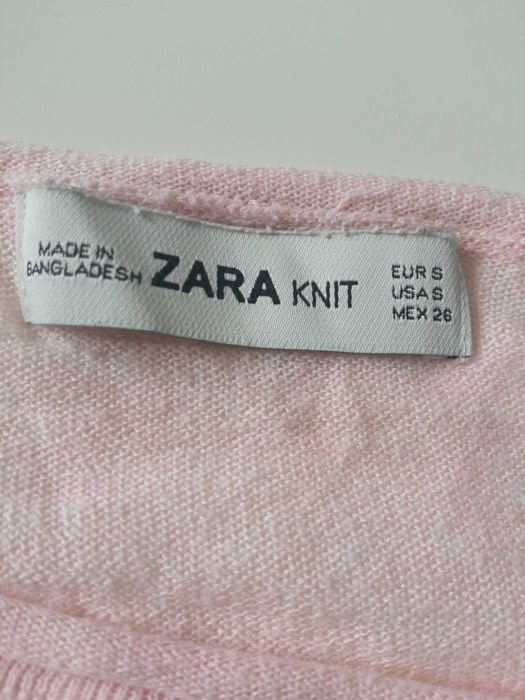 MADE IN
BANGLADESH
ZARA KNIT
EUR S
USA S
MEX 26